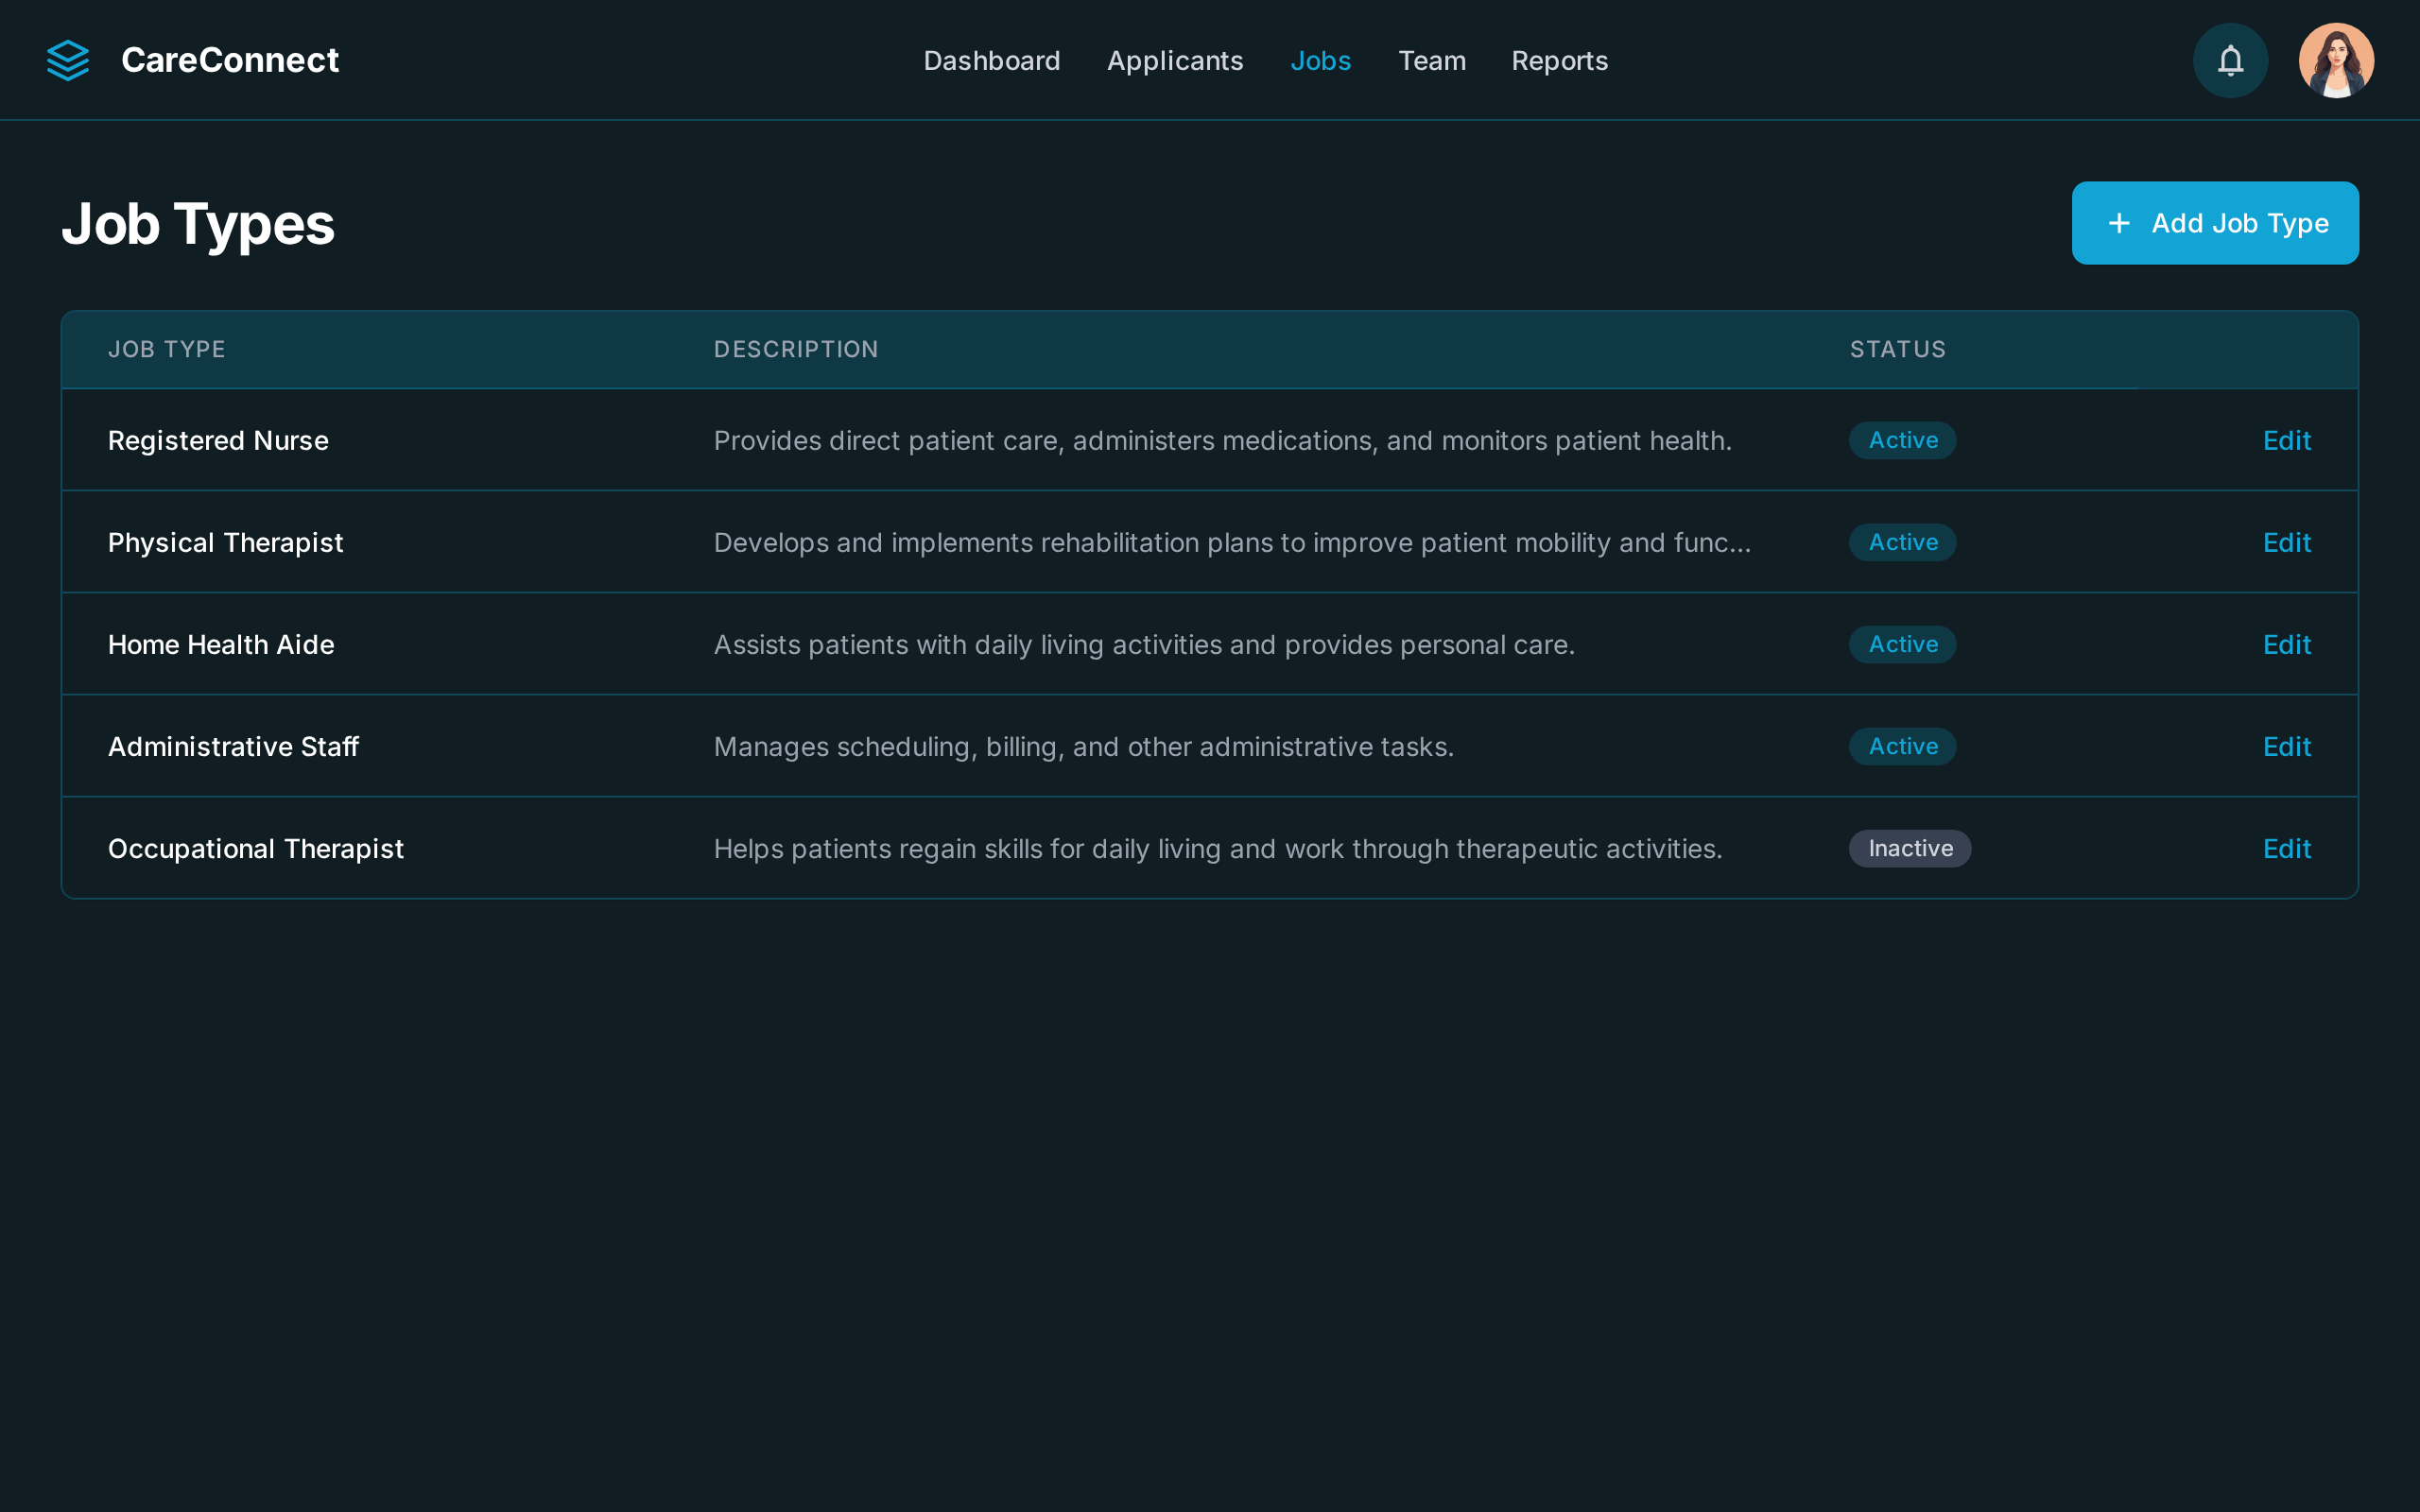 CareConnect
Dashboard Applicants Jobs Team Reports
Job Types
Add Job Type
JOB TYPE DESCRIPTION STATUS
Registered Nurse Provides direct patient care, administers medications, and monitors patient health. Active Edit
Physical Therapist Develops and implements rehabilitation plans to improve patient mobility and func... Active Edit
Home Health Aide Assists patients with daily living activities and provides personal care. Active Edit
Administrative Staff Manages scheduling, billing, and other administrative tasks. Active Edit
Occupational Therapist Helps patients regain skills for daily living and work through therapeutic activities. Inactive Edit